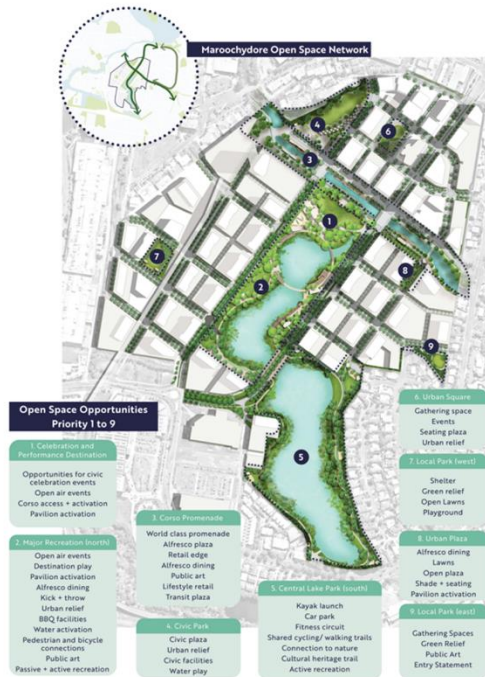 Maroochydore Open Space Network
4
6
3
1
7
2
8
9
5
Open Space Opportunities
Priority 1 to 9
1. Celebration and
Performance Destination
Opportunities for civic
celebration events
Open air events
Corso access + activation
Pavilion activation
2. Major Recreation (north)
Open air events
Destination play
Pavilion activation
Alfresco dining
Kick + throw
Urban relief
BBQ facilities
Water activation
Pedestrian and bicycle
connections
Public art
Passive + active recreation
3. Corso Promenade
World class promenade
Alfresco plaza
Retail edge
Alfresco dining
Public art
Lifestyle retail
Transit plaza
4. Civic Park
Civic plaza
Urban relief
Civic facilities
Water play
5. Central Lake Park (south)
Kayak launch
Car park
Fitness circuit
Shared cycling/ walking trails
Connection to nature
Cultural heritage trail
Active recreation
6. Urban Square
Gathering space
Events
Seating plaza
Urban relief
7. Local Park (west)
Shelter
Green relief
Open Lawns
Playground
8. Urban Plaza
Alfresco dining
Lawns
Open plaza
Shade + seating
Pavilion activation
9. Local Park (east)
Gathering Spaces
Green Relief
Public Art
Entry Statement